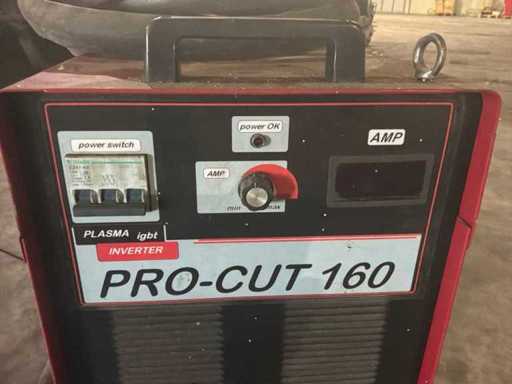 power switch
power OK
AMP
AMP
min
max
PLASMA igbt
INVERTER
PRO-CUT 160